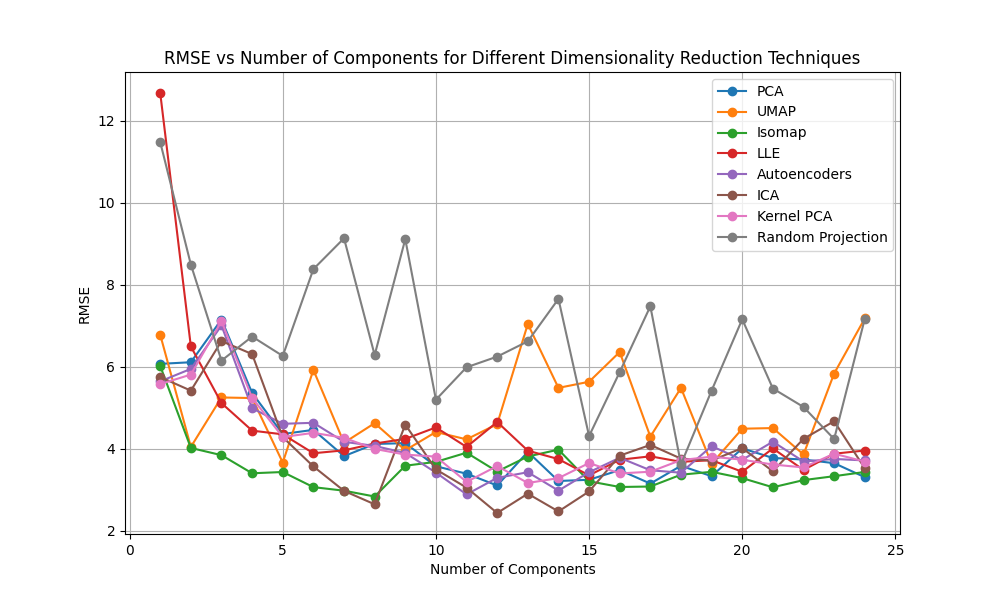 RMSE vs Number of Components for Different Dimensionality Reduction Techniques
PCA
UMAP
Isomap
LLE
Autoencoders
ICA
Kernel PCA
Random Projection
RMSE
12
10
8
6
4
2
0
5
10
15
20
25
Number of Components